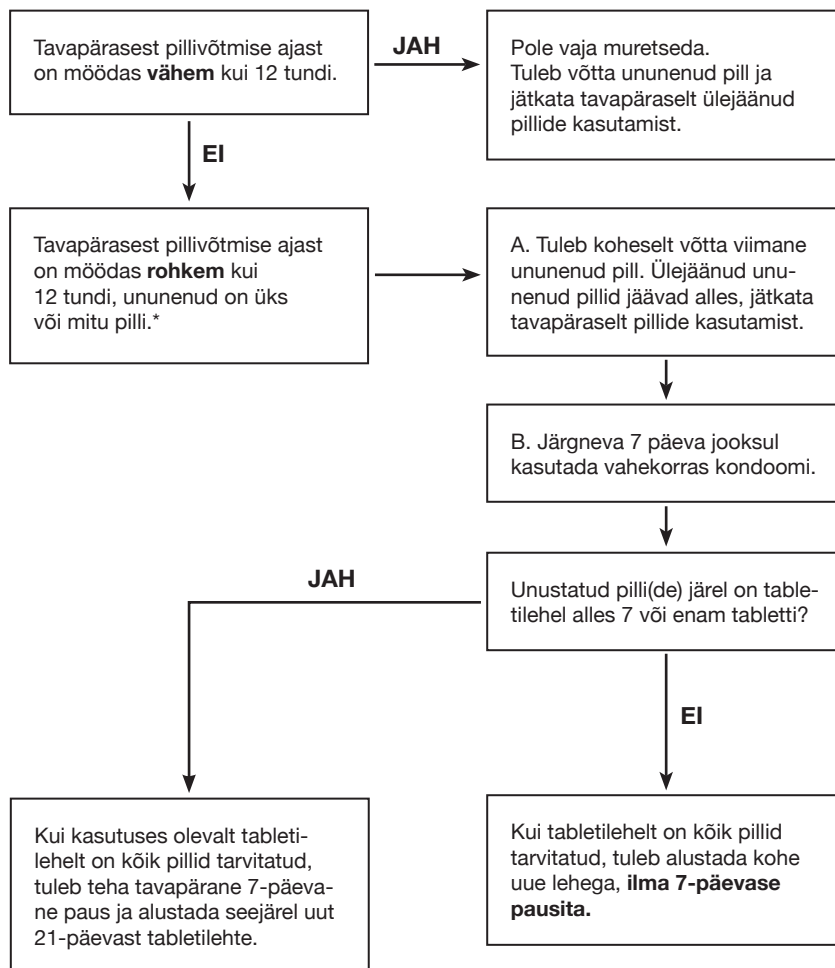 Tavapärasest pillivõtmise ajast
on möödas vähem kui 12 tundi.
JAH
Pole vaja muretseda.
Tuleb võtta ununenud pill ja
jätkata tavapäraselt ülejäänud
pillide kasutamist.
EI
Tavapärasest pillivõtmise ajast
on möödas rohkem kui
12 tundi, ununenud on üks
või mitu pilli.*
A. Tuleb koheselt võtta viimane
ununenud pill. Ülejäänud unu-
nenud pillid jäävad alles, jätkata
tavapäraselt pillide kasutamist.
B. Järgneva 7 päeva jooksul
kasutada vahekorras kondoomi.
JAH
Unustatud pilli(de) järel on table-
tilehel alles 7 või enam tabletti?
EI
Kui kasutuses olevalt tableti-
lehelt on kõik pillid tarvitatud,
tuleb teha tavapärane 7-päeva-
ne paus ja alustada seejärel uut
21-päevast tabletilehte.
Kui tabletilehelt on kõik pillid
tarvitatud, tuleb alustada kohe
uue lehega, ilma 7-päevase
pausita.